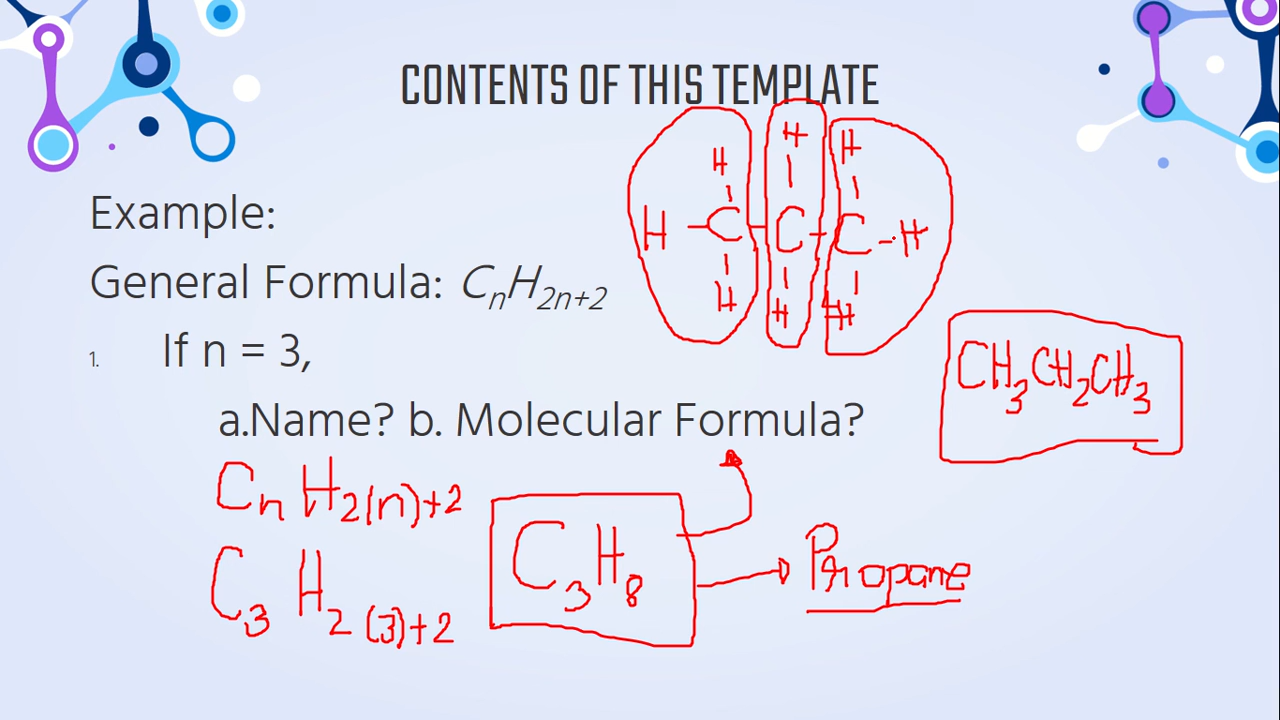 CONTENTS OF THIS TEMPLATE
H H H
H - C - C - C - H
H H H
Example:
General Formula: CₙH₂ₙ₊₂
1. If n = 3,
CH₃CH₂CH₃
a.Name? b. Molecular Formula?
CₙH₂₍ₙ₎₊₂
C₃H₂₍₃₎₊₂
C₃H₈
Propane